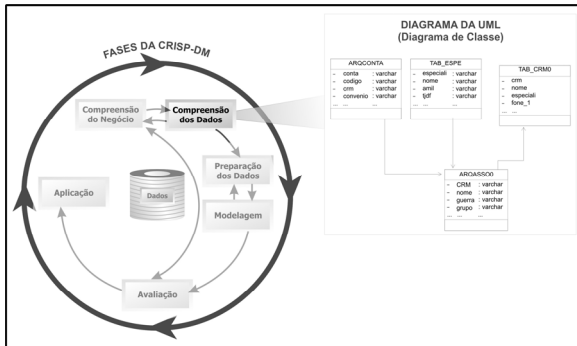 FASES DA CRISP-DM
Compreensão
do Negócio
Compreensão
dos Dados
Preparação
dos Dados
Modelagem
Dados
Aplicação
Avaliação
DIAGRAMA DA UML
(Diagrama de Classe)
ARQCONTA
- conta : varchar
- codigo : varchar
- crm : varchar
- convenio : varchar
... ... ...
TAB_ESPE
- especiali : varchar
- nome : varchar
- amil : varchar
- tjdf : varchar
... ... ...
TAB_CRM0
- crm
- nome
- especiali
- fone_1
... ...
ARQASSO0
- CRM : varchar
- nome : varchar
- guerra : varchar
- grupo : varchar
... ... ...